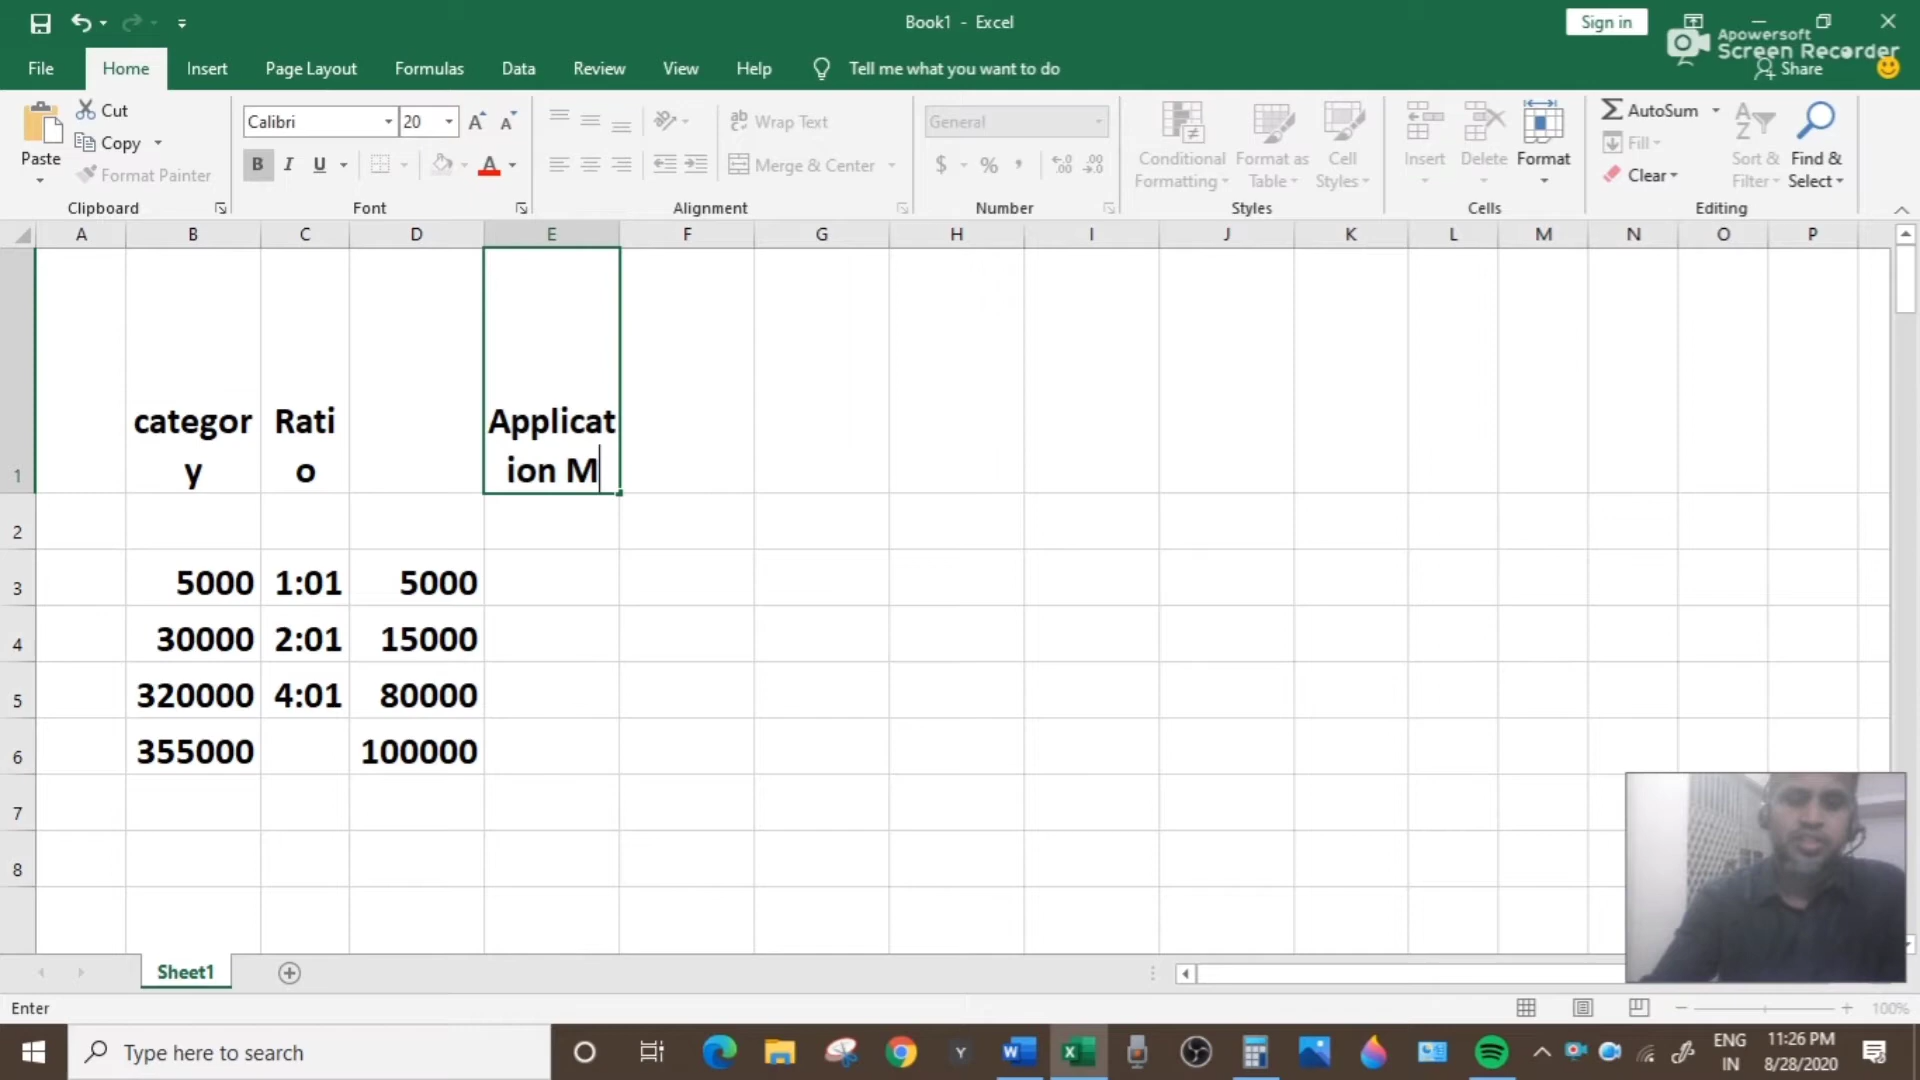 Book1 - Excel
Sign in
Apowersoft
Screen Recorder
File Home Insert Page Layout Formulas Data Review View Help Tell me what you want to do Share
Cut
Copy
Format Painter
Paste
Clipboard
Calibri 20 A A
B I U A
Font
ab Wrap Text
Merge & Center
Alignment
General
$ % ,
Number
Conditional Formatting
Format as Table
Cell Styles
Styles
Insert Delete Format
Cells
AutoSum
Fill
Clear
Sort & Filter
Find & Select
Editing
A B C D E F G H I J K L M N O P
1 category Ratio Application M
2
3 5000 1:01 5000
4 30000 2:01 15000
5 320000 4:01 80000
6 355000 100000
7
8
Sheet1
Enter
100%
Type here to search
ENG
IN
11:26 PM
8/28/2020